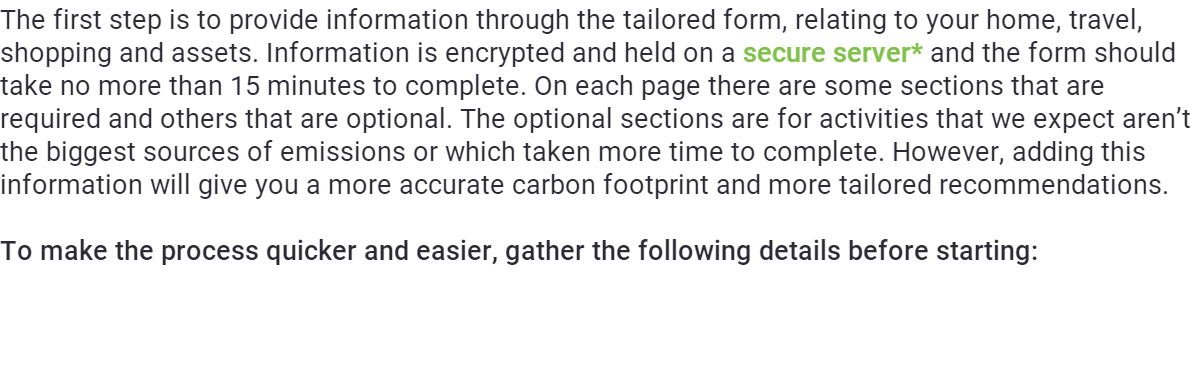 The first step is to provide information through the tailored form, relating to your home, travel,
shopping and assets. Information is encrypted and held on a secure server* and the form should
take no more than 15 minutes to complete. On each page there are some sections that are
required and others that are optional. The optional sections are for activities that we expect aren’t
the biggest sources of emissions or which taken more time to complete. However, adding this
information will give you a more accurate carbon footprint and more tailored recommendations.
To make the process quicker and easier, gather the following details before starting: